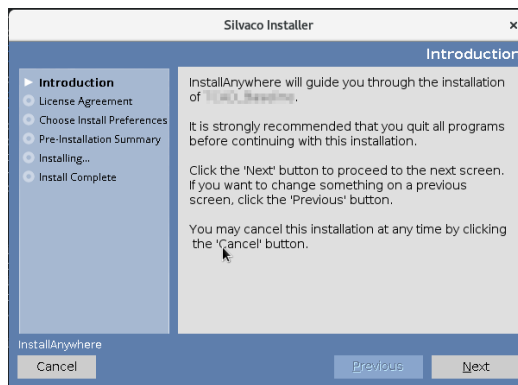 Silvaco Installer
×
Introduction
Introduction
License Agreement
Choose Install Preferences
Pre-Installation Summary
Installing...
Install Complete
InstallAnywhere will guide you through the installation
of .
It is strongly recommended that you quit all programs
before continuing with this installation.
Click the 'Next' button to proceed to the next screen.
If you want to change something on a previous
screen, click the 'Previous' button.
You may cancel this installation at any time by clicking
the 'Cancel' button.
InstallAnywhere
Cancel
Previous
Next